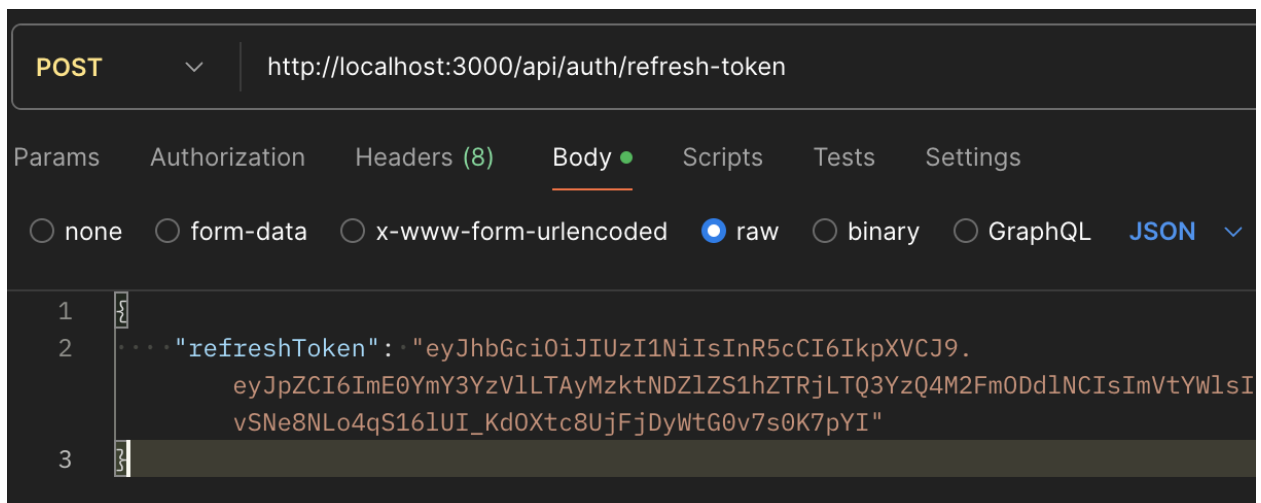 POST http://localhost:3000/api/auth/refresh-token
Params Authorization Headers (8) Body Scripts Tests Settings
none form-data x-www-form-urlencoded raw binary GraphQL JSON
1 {
2 "refreshToken": "eyJhbGciOiJIUzI1NiIsInR5cCI6IkpXVCJ9.
eyJpZCI6ImE0YmY3YzVlLTAyMzktNDZlZS1hZTRjLTQ3YzQ4M2FmODdlNCIsImVtYWlsI
vSNe8NLo4qS16lUI_KdOXtc8UjFjDyWtG0v7s0K7pYI"
3 }